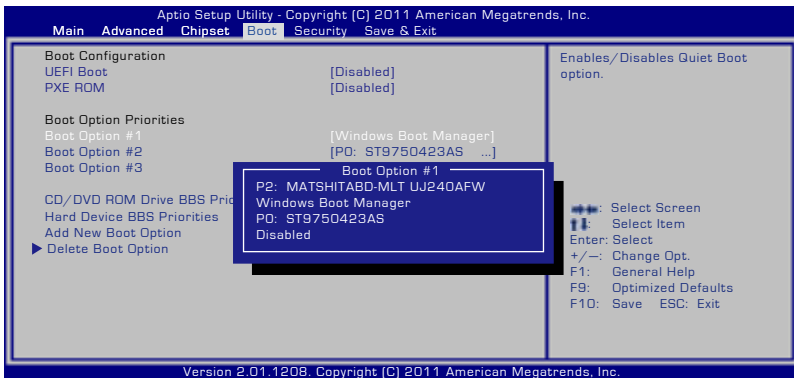 Aptio Setup Utility - Copyright (C) 2011 American Megatrends, Inc.
Main Advanced Chipset Boot Security Save & Exit
Boot Configuration
UEFI Boot [Disabled]
PXE ROM [Disabled]
Boot Option Priorities
Boot Option #1 [Windows Boot Manager]
Boot Option #2 [P0: ST9750423AS ...]
Boot Option #3
CD/DVD ROM Drive BBS Prio
Hard Device BBS Priorities
Add New Boot Option
Delete Boot Option
Boot Option #1
P2: MATSHITABD-MLT UJ240AFW
Windows Boot Manager
P0: ST9750423AS
Disabled
Enables/Disables Quiet Boot
option.
: Select Screen
: Select Item
Enter: Select
+/—: Change Opt.
F1: General Help
F9: Optimized Defaults
F10: Save ESC: Exit
Version 2.01.1208. Copyright (C) 2011 American Megatrends, Inc.